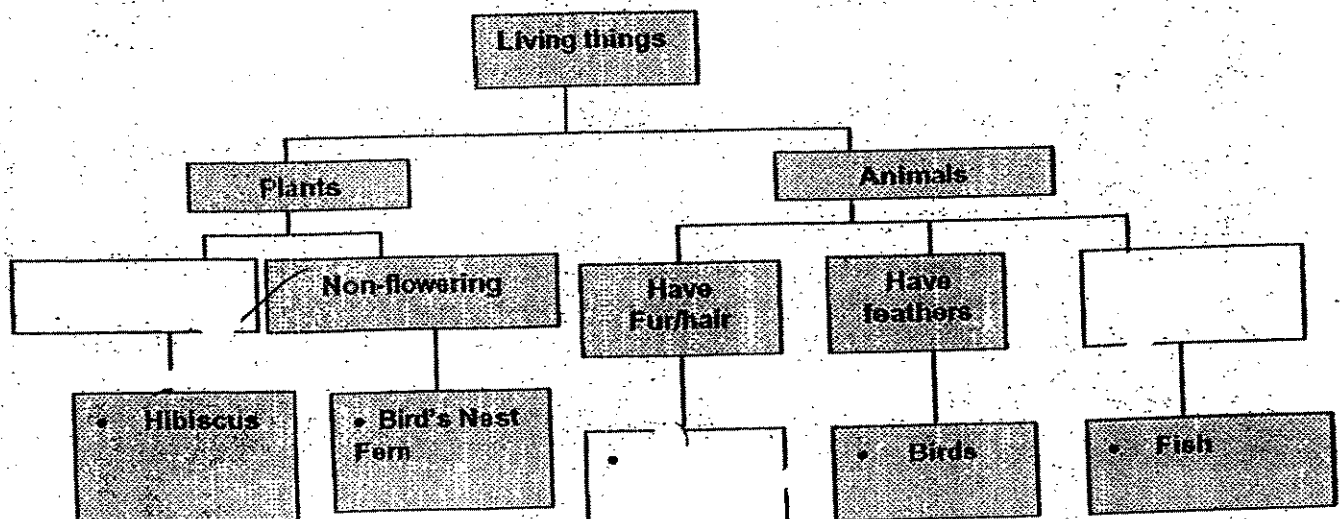 Living things
Plants
Animals
Non-flowering
Have
Fur/hair
Have
feathers
• Hibiscus
• Bird's Nest
Fern
•
• Birds
• Fish